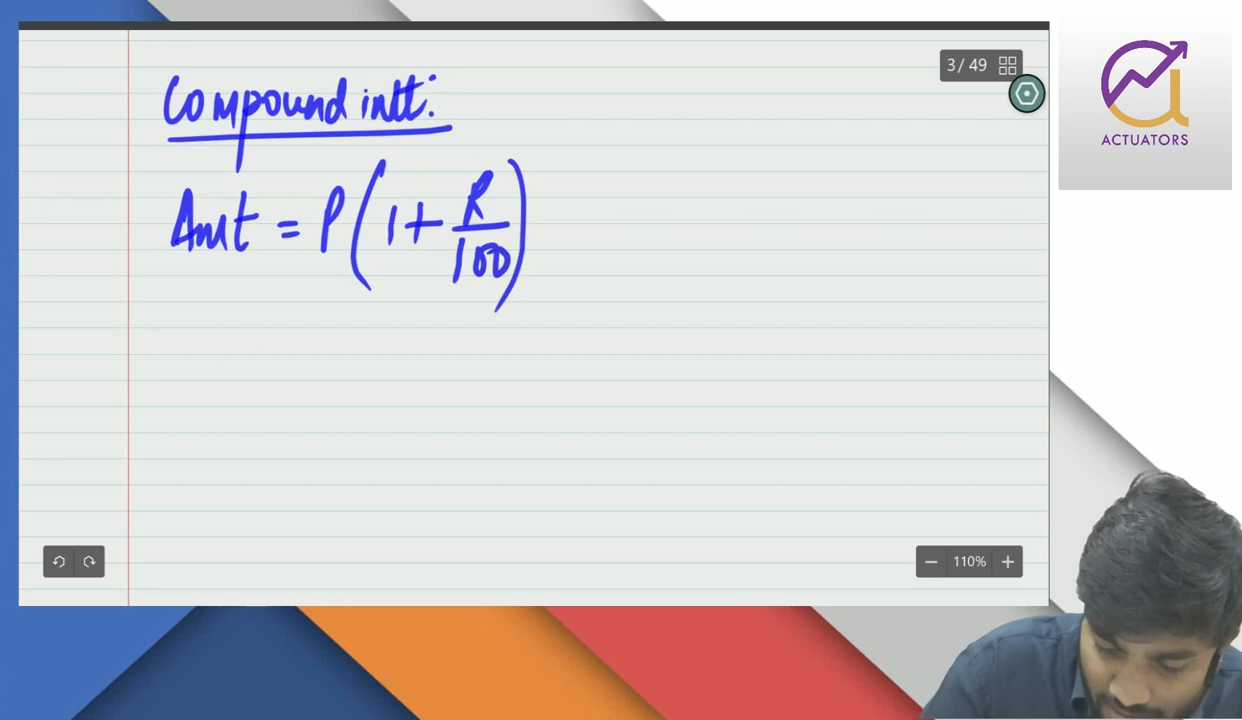 Compound intt:
Amt = P(1 + R/100)
3 / 49
110%
ACTUATORS